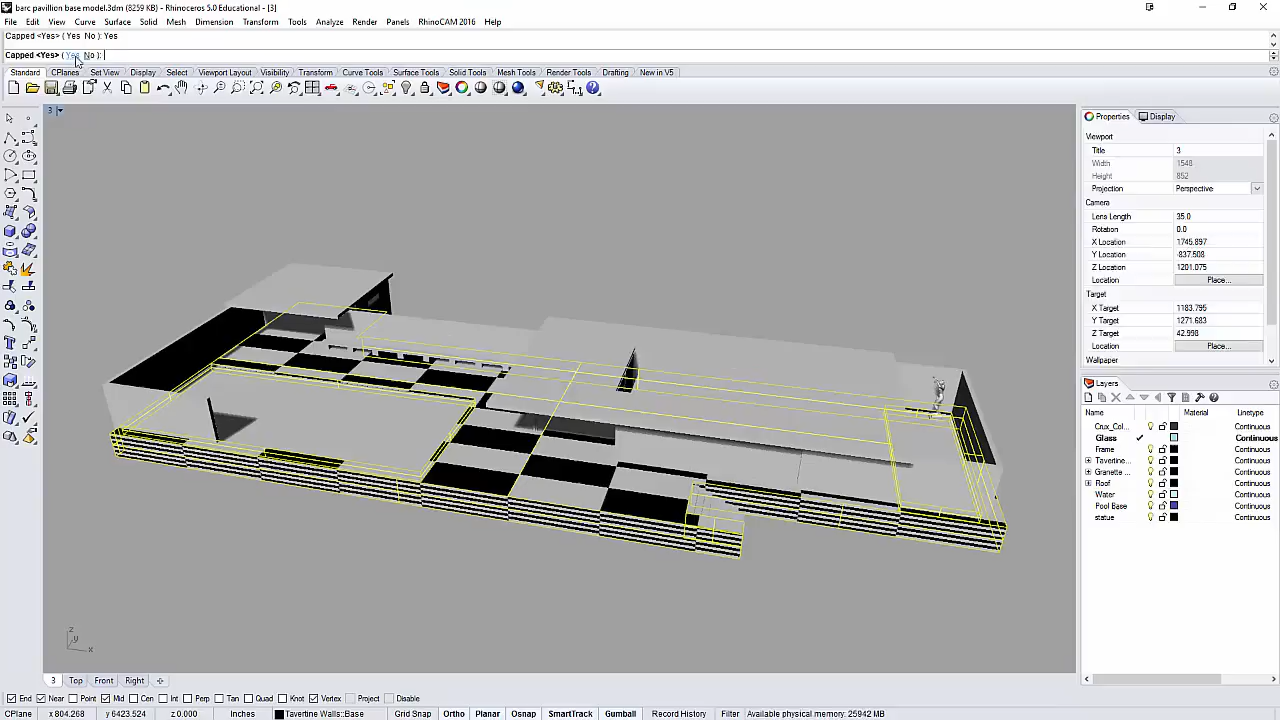 barc pavillion base model.3dm (8259 KB) - Rhinoceros 5.0 Educational - [3]
File Edit View Curve Surface Solid Mesh Dimension Transform Tools Analyze Render Panels RhinoCAM 2016 Help
Capped <Yes> ( Yes No ): Yes
Capped <Yes> ( Yes No ):
Standard CPlanes Set View Display Select Viewport Layout Visibility Transform Curve Tools Surface Tools Solid Tools Mesh Tools Render Tools Drafting New in V5
3
Properties Display
Viewport
Title 3
Width 1548
Height 852
Projection Perspective
Camera
Lens Length 35.0
Rotation 0.0
X Location 1745.897
Y Location -837.508
Z Location 1201.075
Location Place...
Target
X Target 1183.795
Y Target 1271.683
Z Target 42.998
Location Place...
Wallpaper
Layers
Name Material Linetype
Crux_Col... Continuous
Glass Continuous
Frame Continuous
Tavertine... Continuous
Granette ... Continuous
Roof Continuous
Water Continuous
Pool Base Continuous
statue Continuous
z
y
x
3 Top Front Right
End Near Point Mid Cen Int Perp Tan Quad Knot Vertex Project Disable
CPlane x 804.268 y 6423.524 z 0.000 Inches Tavertine Walls::Base Grid Snap Ortho Planar Osnap SmartTrack Gumball Record History Filter Available physical memory: 25942 MB